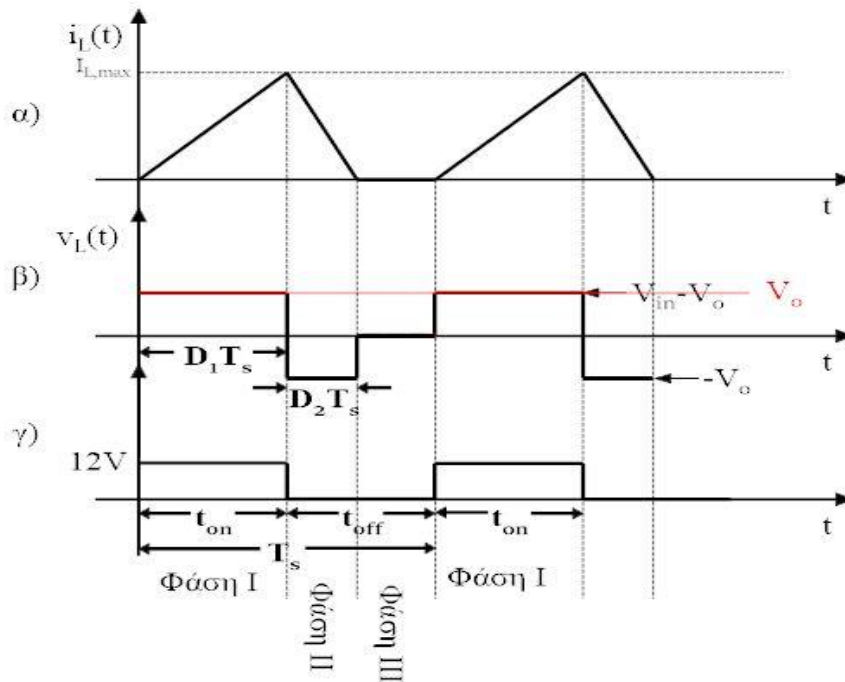 i_L(t)
I_L,max
α)
t
v_L(t)
β)
V_in-V_o
V_o
D_1T_s
t
-V_o
D_2T_s
γ)
12V
t_on
t_off
t_on
t
T_s
Φάση I
Φάση I
Φάση II
Φάση III